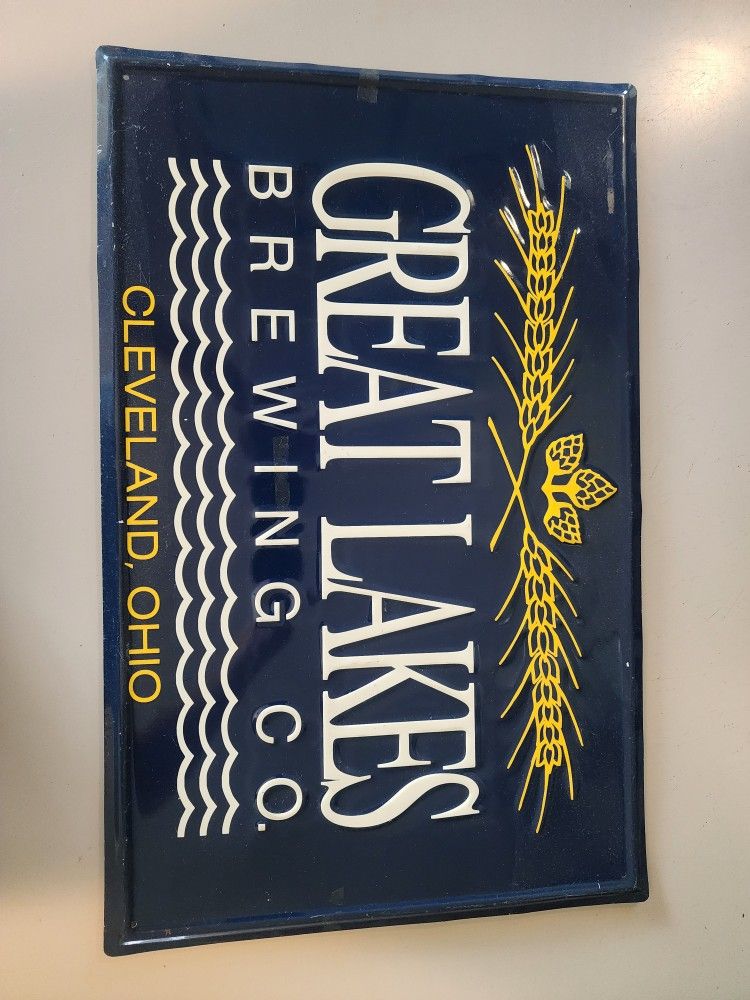 GREAT LAKES
BREWING CO.
CLEVELAND, OHIO